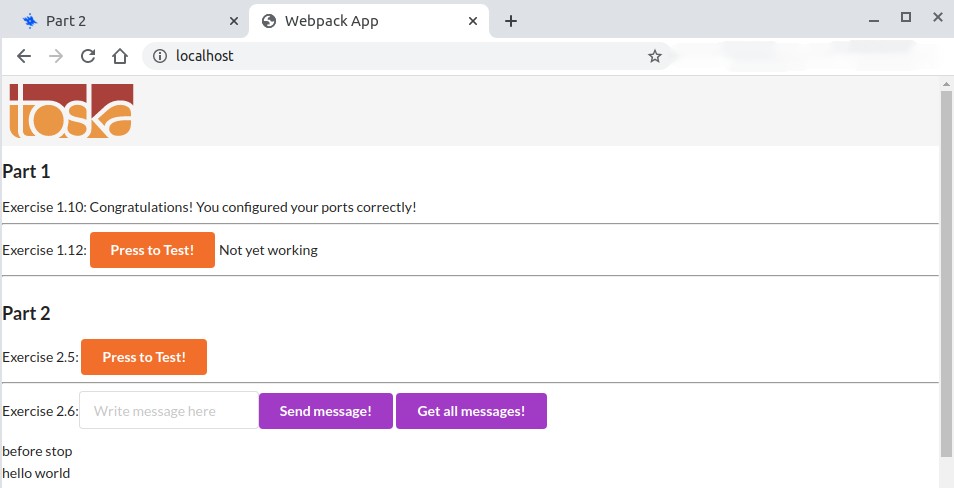 Part 2
Webpack App
localhost
toska
Part 1
Exercise 1.10: Congratulations! You configured your ports correctly!
Exercise 1.12: Press to Test! Not yet working
Part 2
Exercise 2.5: Press to Test!
Exercise 2.6: Write message here Send message! Get all messages!
before stop
hello world